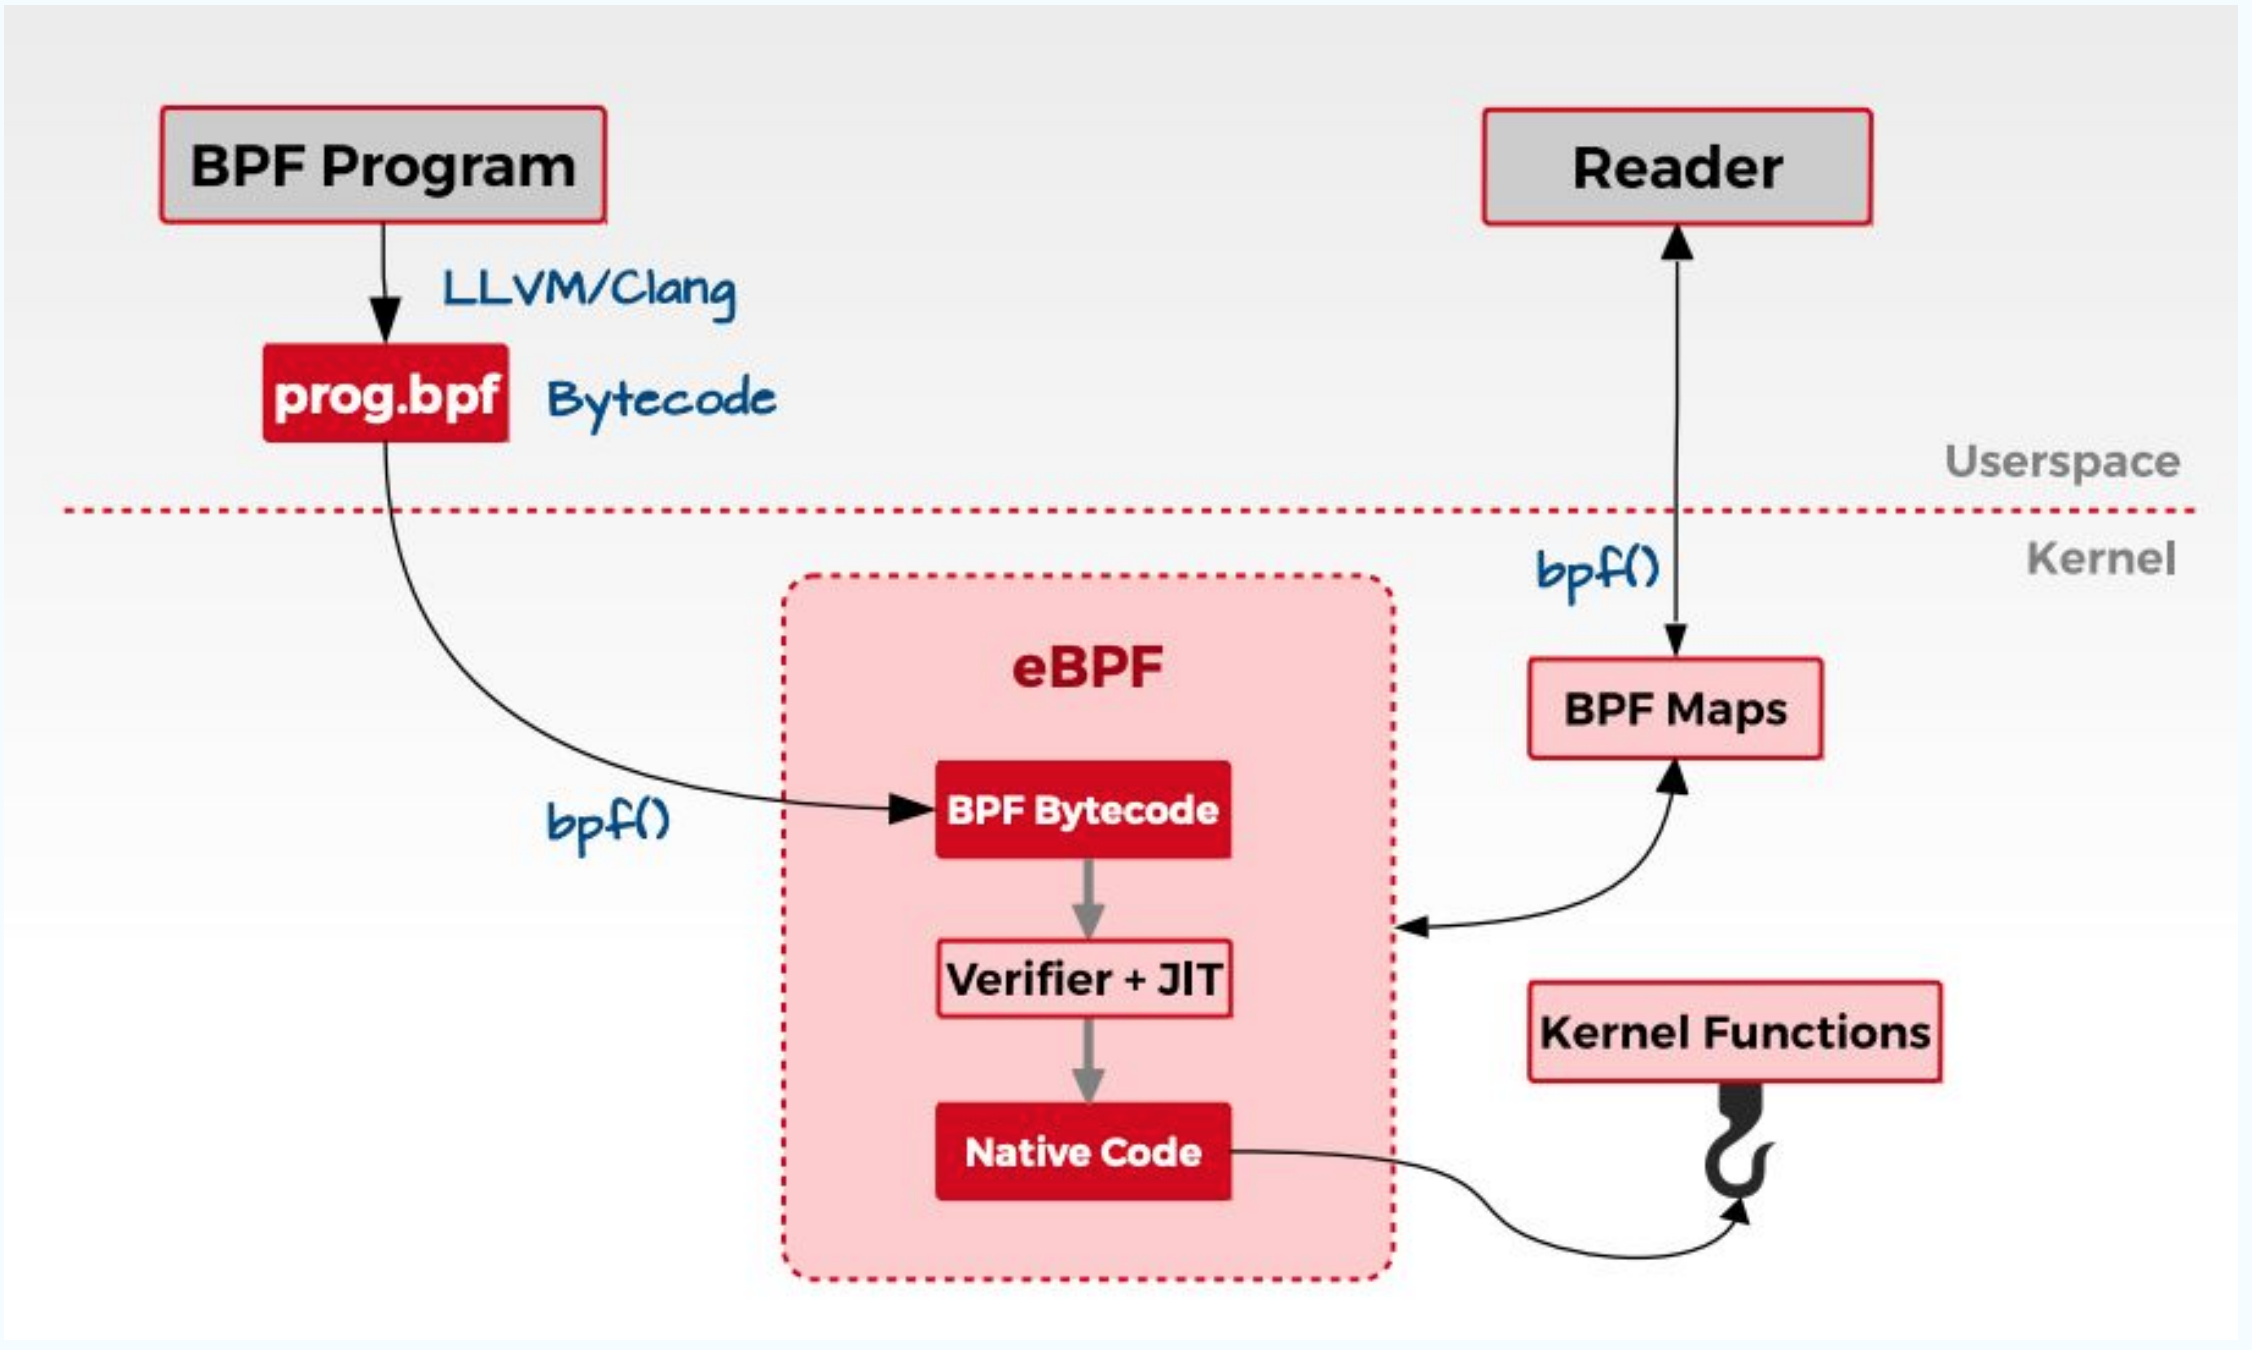 BPF Program
Reader
LLVM/Clang
prog.bpf
Bytecode
Userspace
Kernel
bpf()
eBPF
BPF Maps
BPF Bytecode
bpf()
Verifier + JIT
Kernel Functions
Native Code